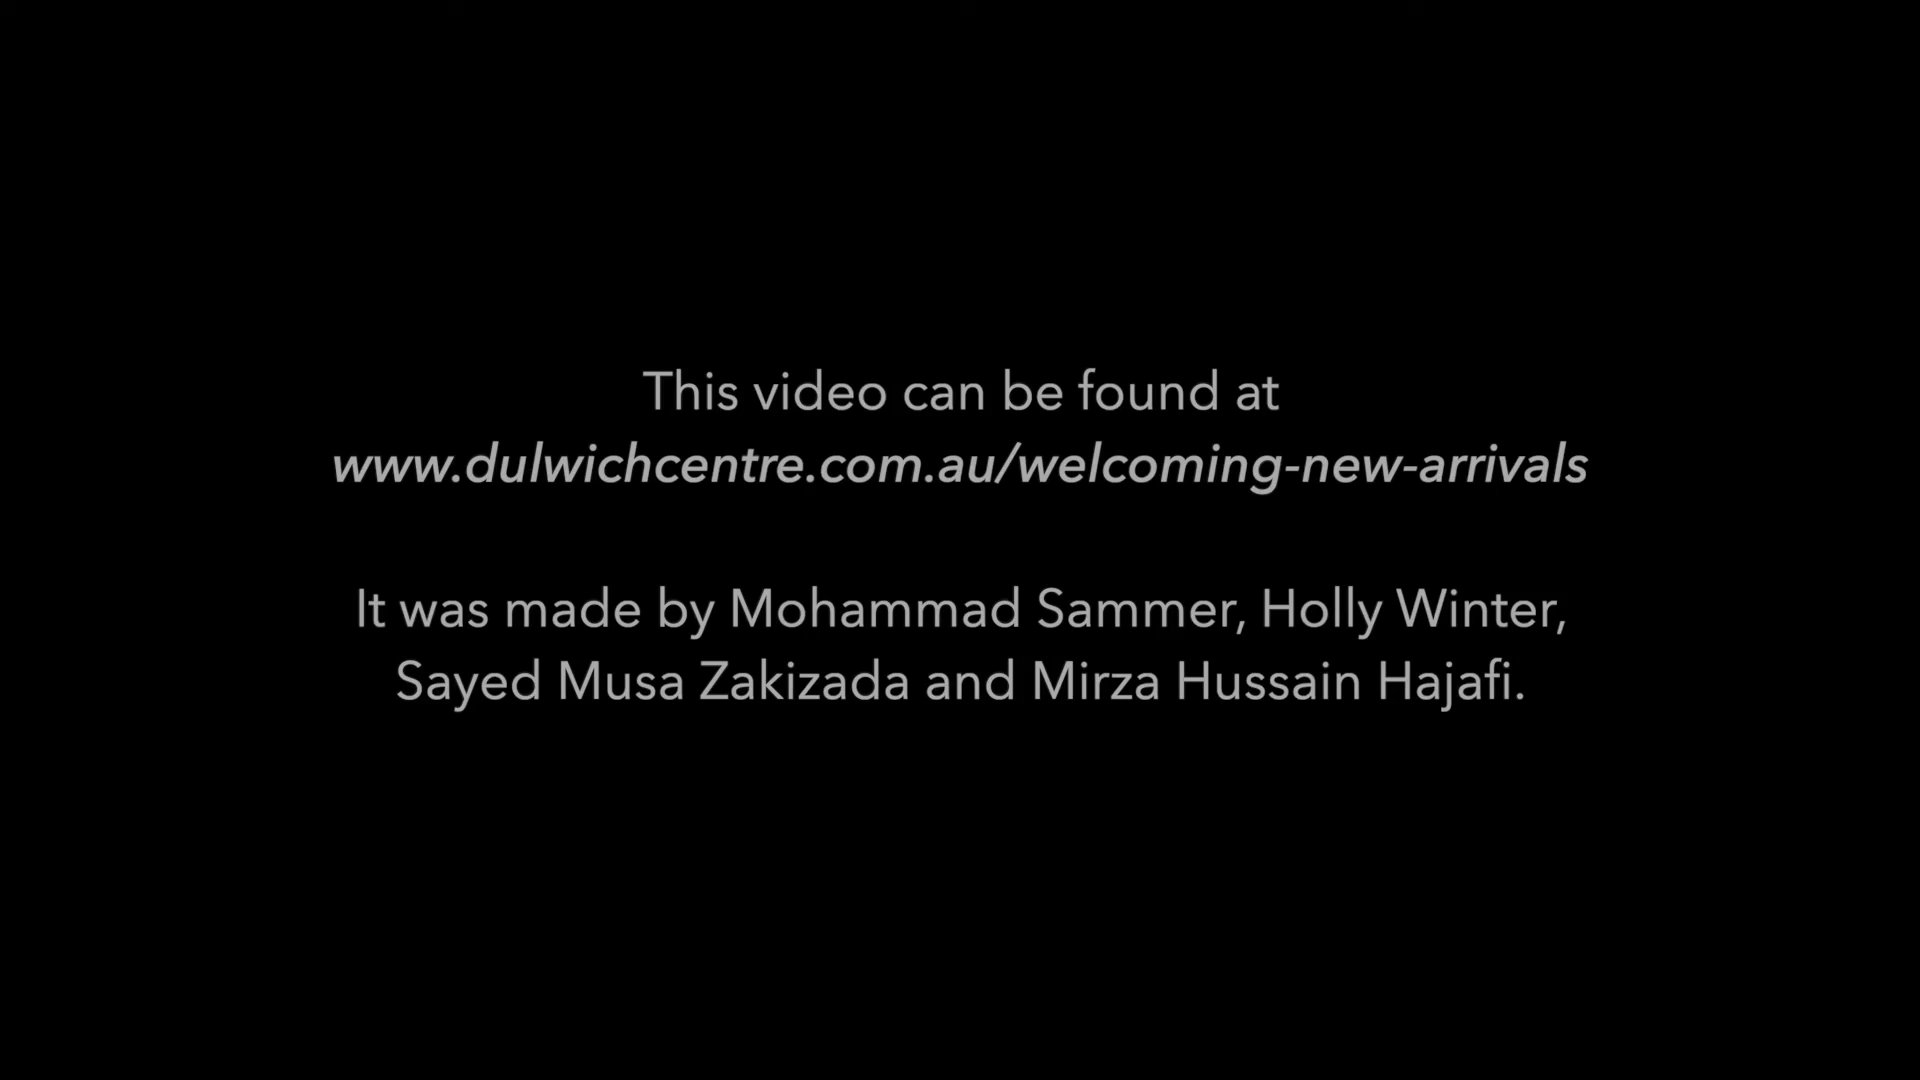 This video can be found at
www.dulwichcentre.com.au/welcoming-new-arrivals
It was made by Mohammad Sammer, Holly Winter,
Sayed Musa Zakizada and Mirza Hussain Hajafi.